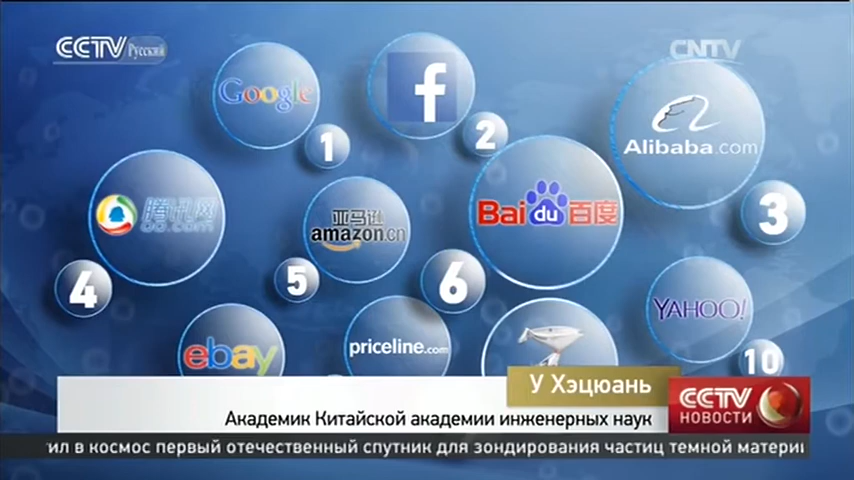 CCTV Русский
CNTV
Google
1
f
2
Alibaba.com
3
腾讯网
QQ.com
4
亚马逊
amazon.cn
5
Bai du 百度
6
ebay
priceline.com
YAHOO!
10
У Хэцюань
Академик Китайской академии инженерных наук
CCTV
НОВОСТИ
ил в космос первый отечественный спутник для зондирования частиц темной матери